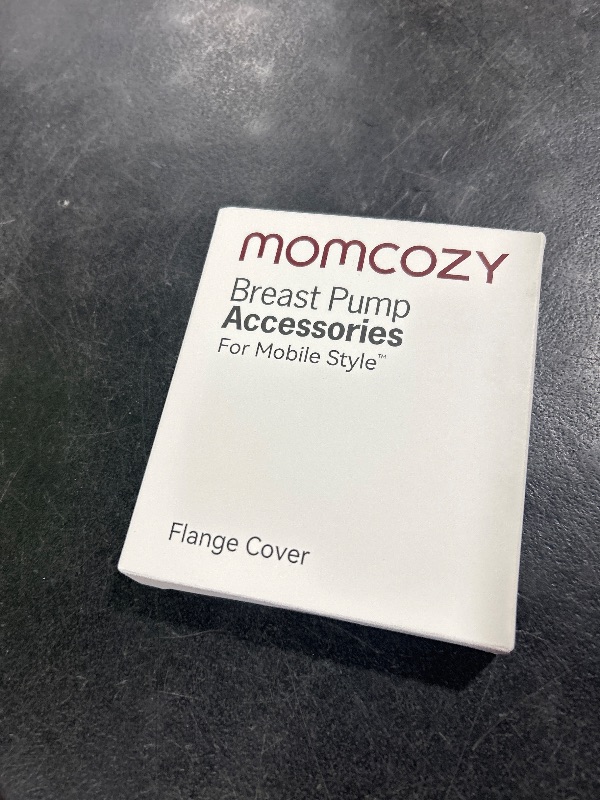 momcozy
Breast Pump
Accessories
For Mobile Style™
Flange Cover